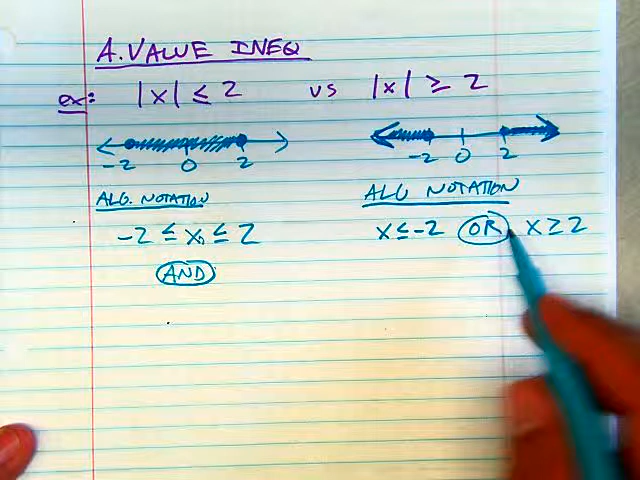 A.VALUE INEQ
ex: |x| ≤ 2 vs |x| ≥ 2
-2 0 2 -2 0 2
ALG. NOTATION ALG NOTATION
-2 ≤ x ≤ 2 x ≤ -2 OR x ≥ 2
AND